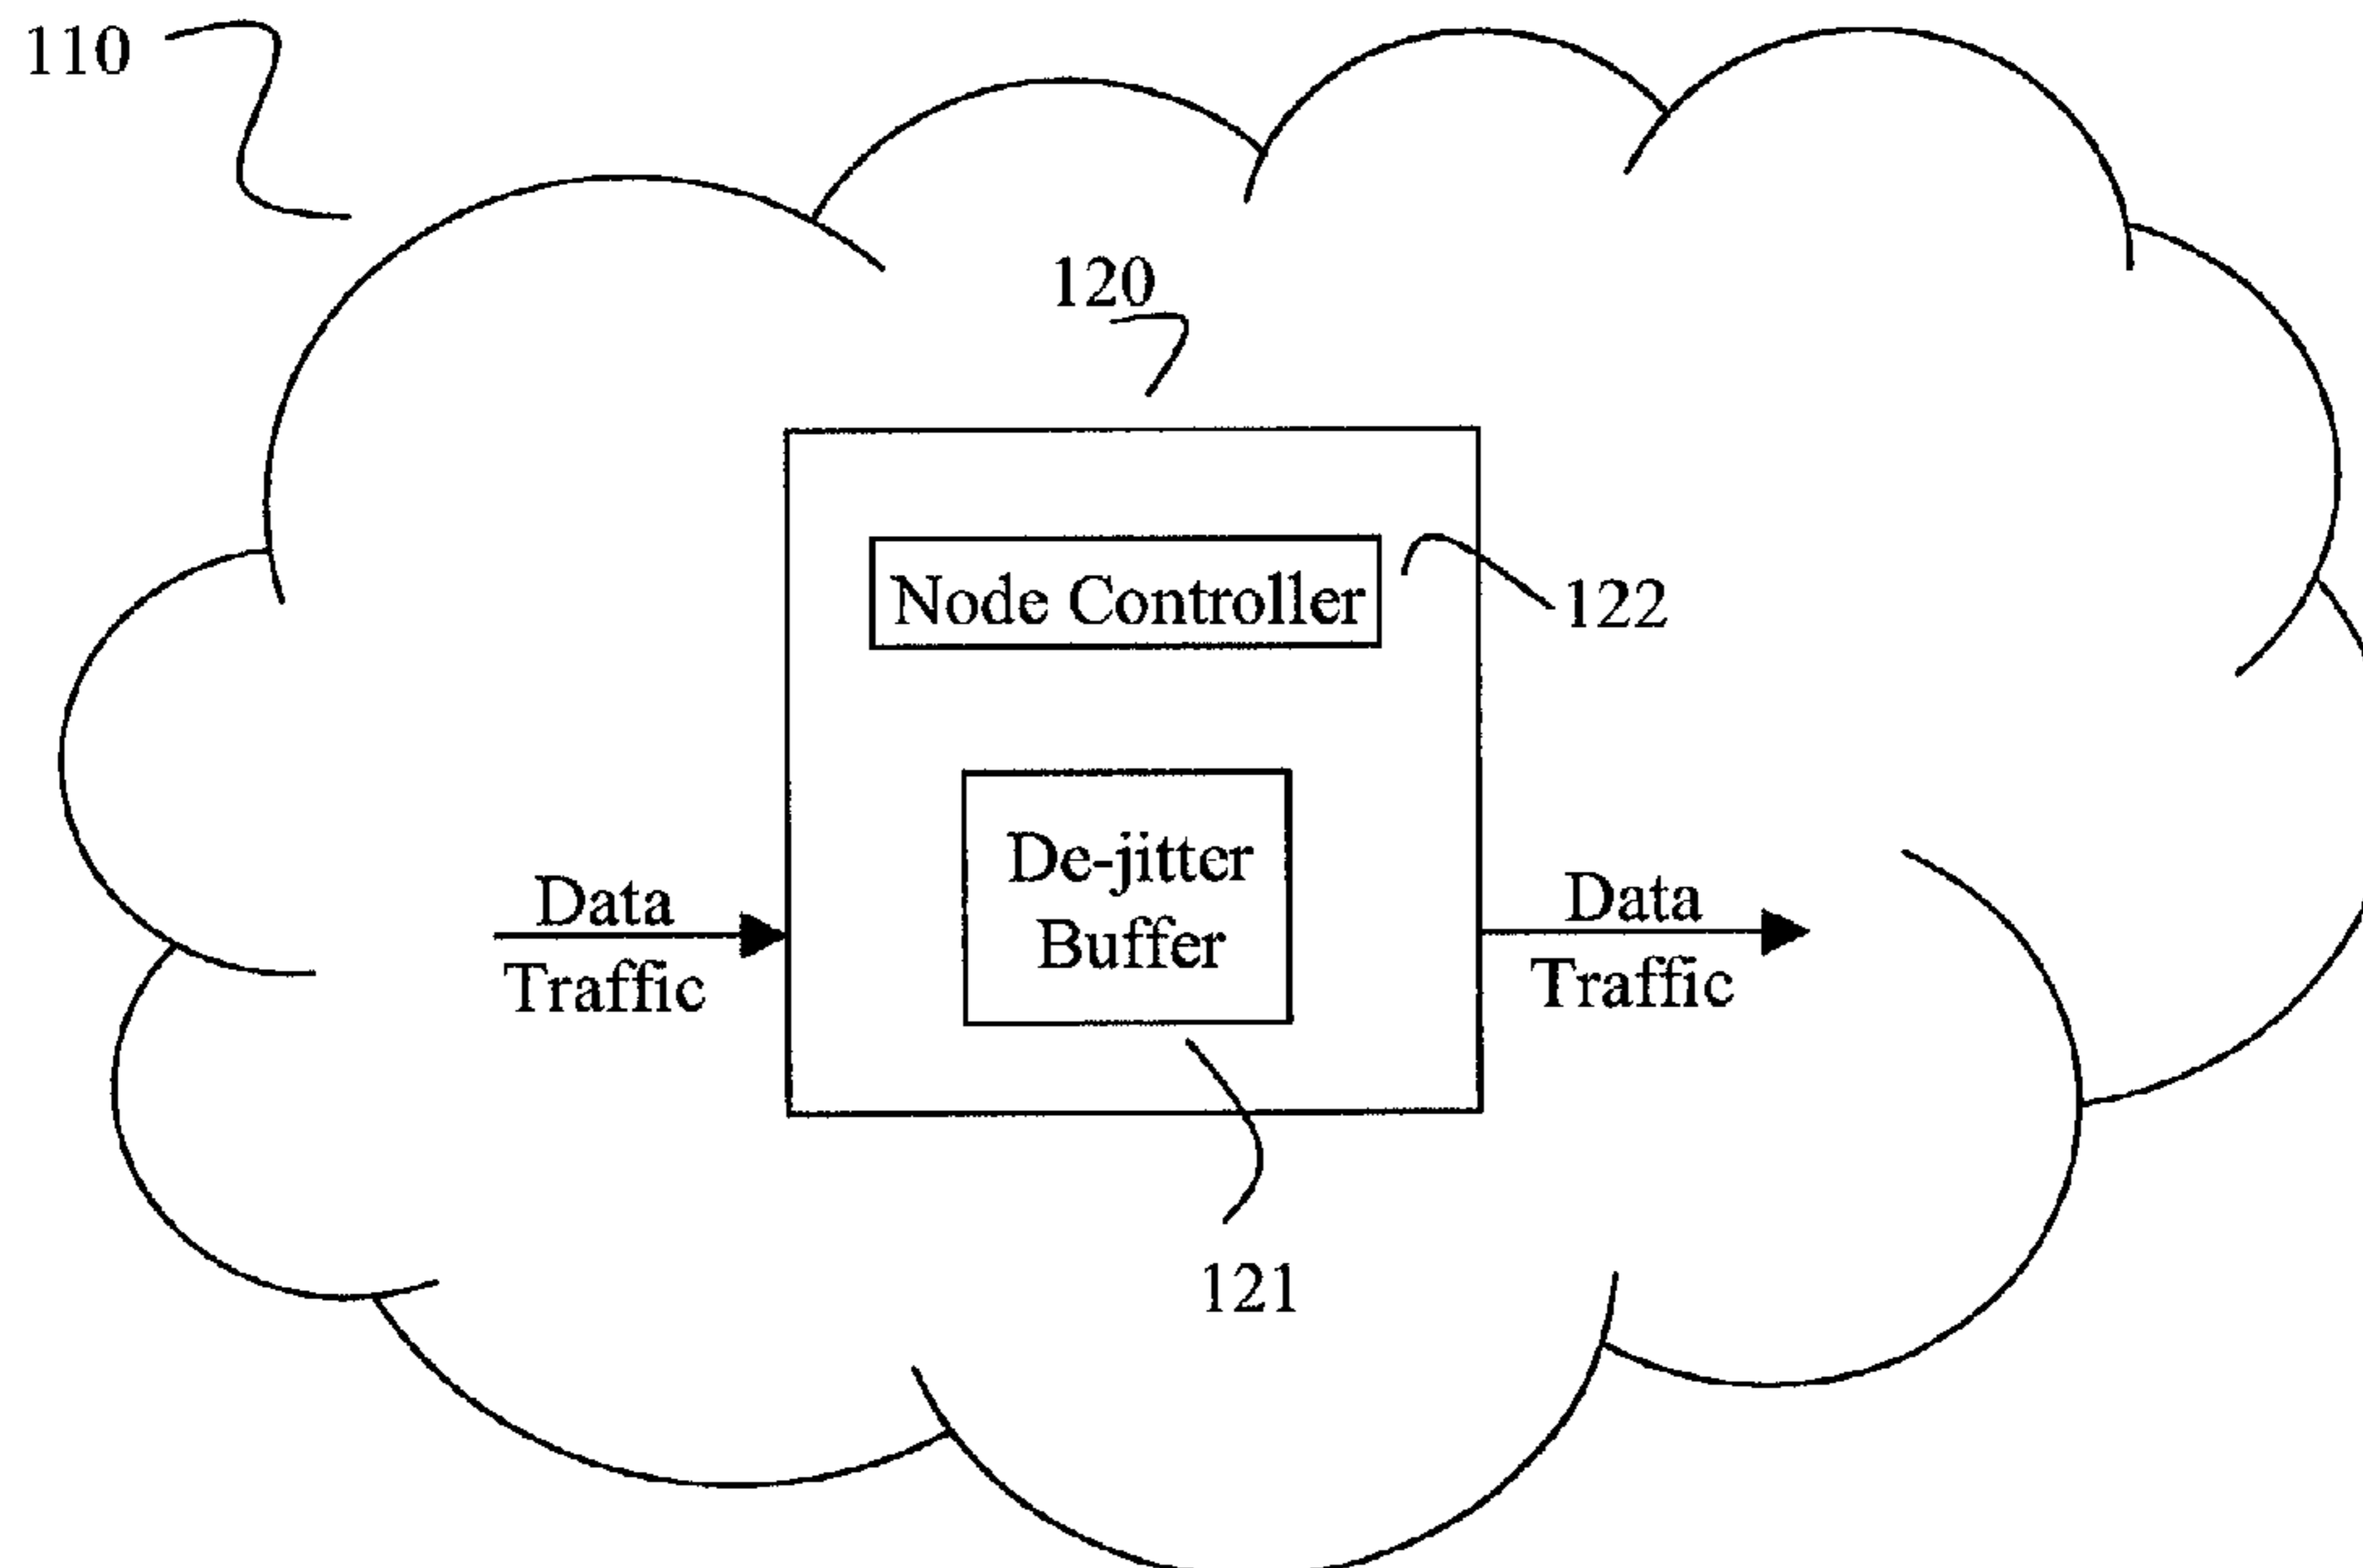 110
120
Node Controller
122
De-jitter
Buffer
Data
Traffic
Data
Traffic
121